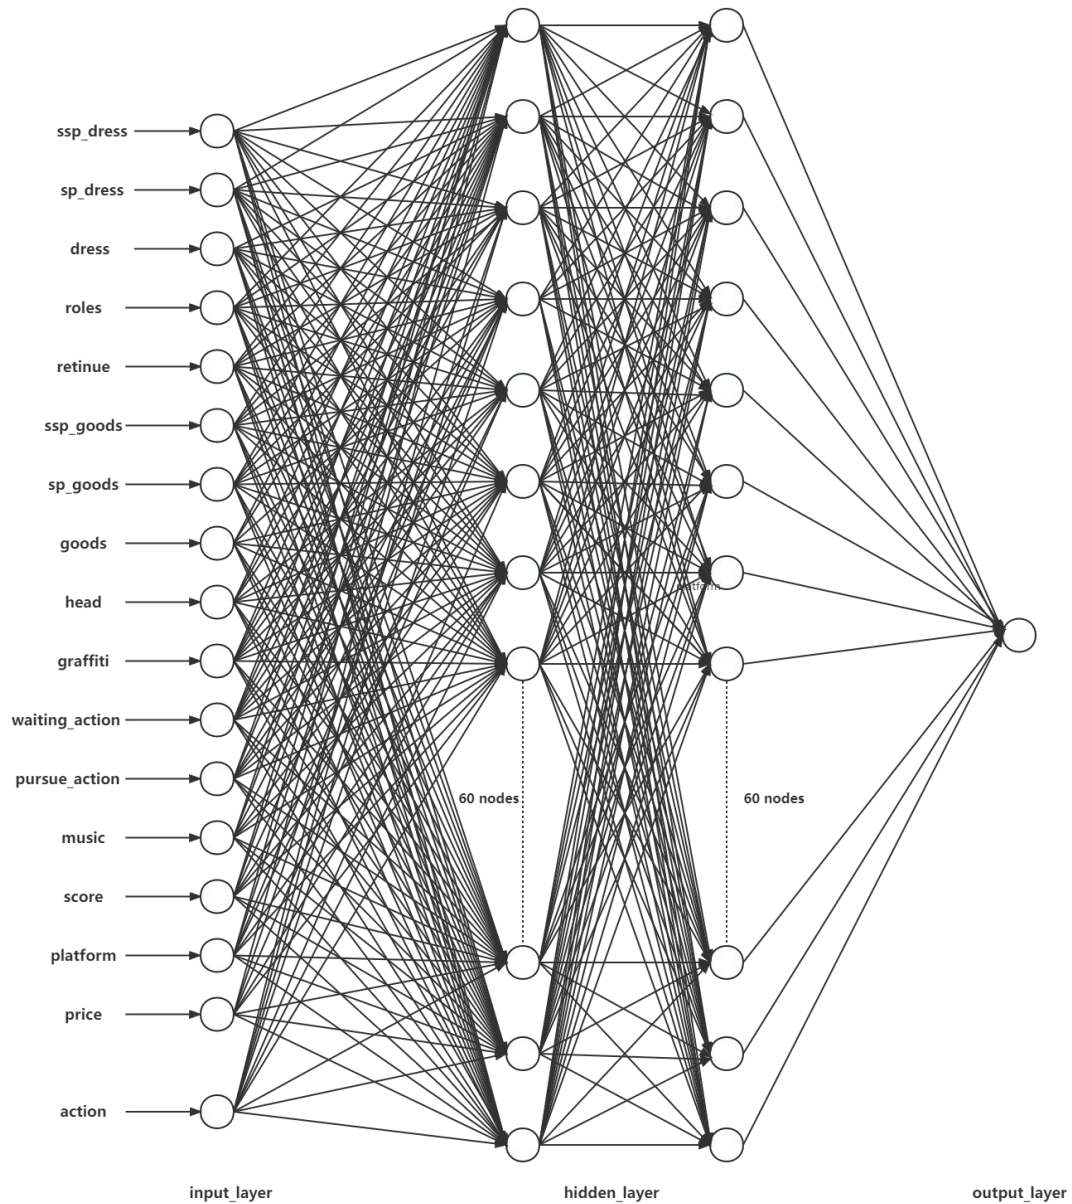 ssp_dress
sp_dress
dress
roles
retinue
ssp_goods
sp_goods
goods
head
graffiti
waiting_action
pursue_action
music
score
platform
price
action
60 nodes
60 nodes
input_layer
hidden_layer
output_layer